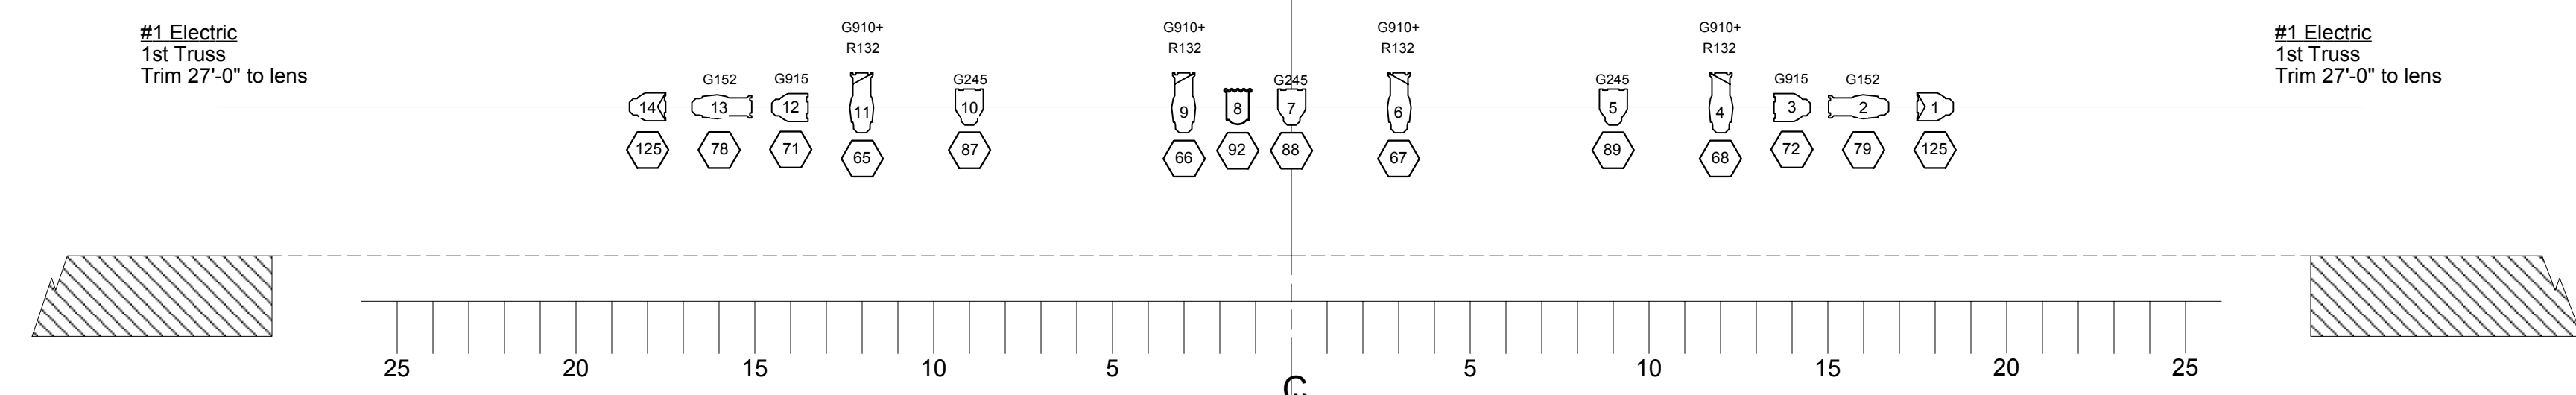 #1 Electric
1st Truss
Trim 27'-0" to lens
G910+ G910+ G910+ G910+
R132 R132 R132 R132
#1 Electric
1st Truss
Trim 27'-0" to lens
G152 G915 G245 G245 G245 G915 G152
14 13 12 11 10 9 8 7 6 5 4 3 2 1
125 78 71 65 87 66 92 88 67 89 68 72 79 125
25 20 15 10 5 5 10 15 20 25